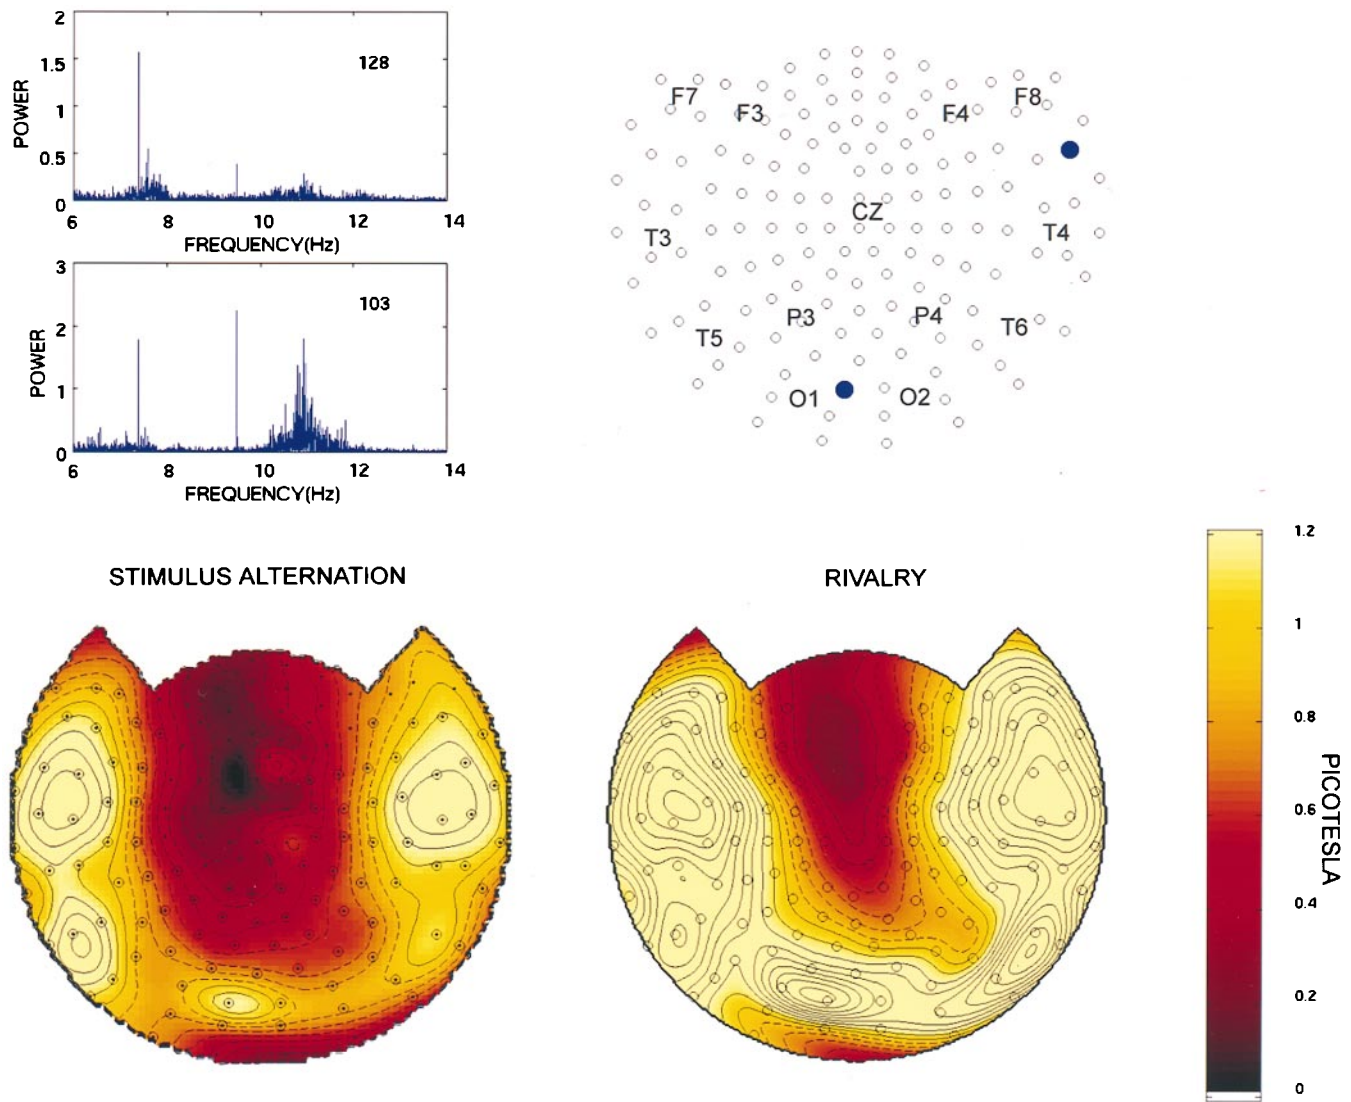 2
1.5
1
0.5
0
POWER
128
6
8
10
12
14
FREQUENCY(Hz)
3
2
1
0
POWER
103
6
8
10
12
14
FREQUENCY(Hz)
F7
F3
F4
F8
CZ
T3
T4
P3
P4
T5
T6
O1
O2
STIMULUS ALTERNATION
RIVALRY
1.2
1
0.8
0.6
0.4
0.2
0
PICOTESLA